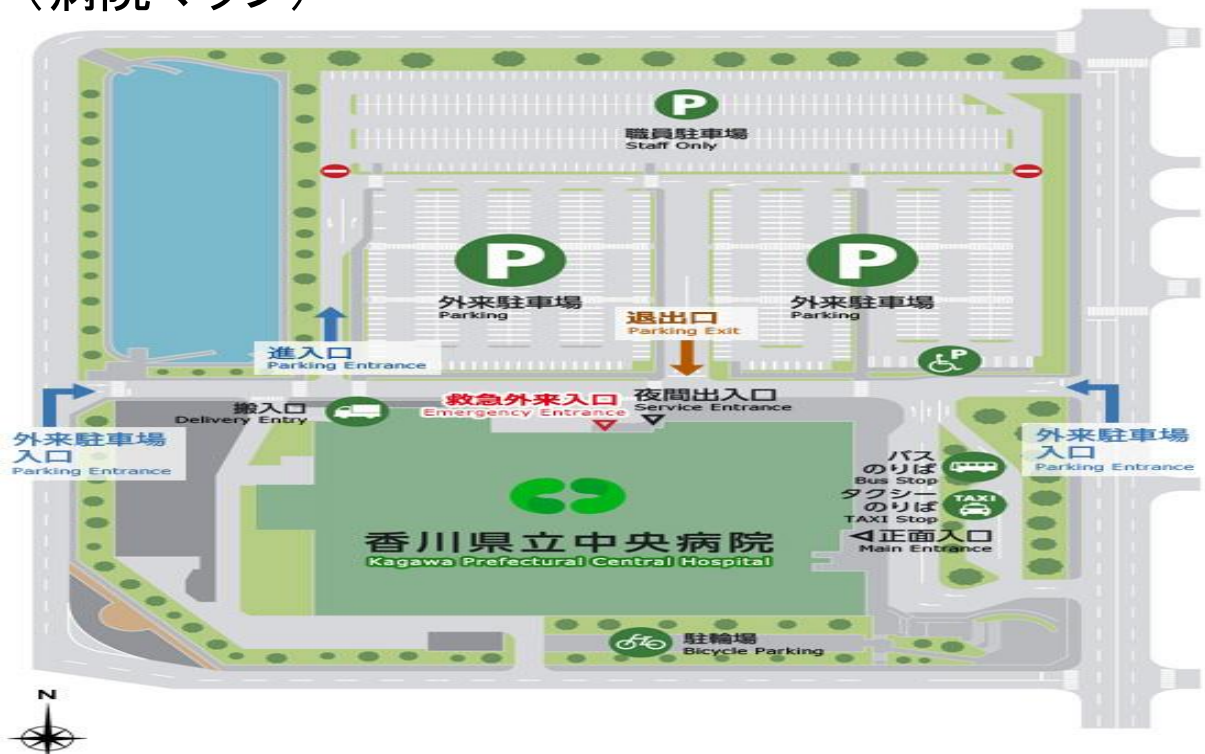 （病院マップ）
P
職員駐車場
Staff Only
P
外来駐車場
Parking
P
外来駐車場
Parking
退出口
Parking Exit
進入口
Parking Entrance
P
搬入口
Delivery Entry
救急外来入口
Emergency Entrance
夜間出入口
Service Entrance
外来駐車場
入口
Parking Entrance
外来駐車場
入口
Parking Entrance
バス
のりば
Bus Stop
タクシー
のりば
TAXI Stop
TAXI
正面入口
Main Entrance
香川県立中央病院
Kagawa Prefectural Central Hospital
駐輪場
Bicycle Parking
N